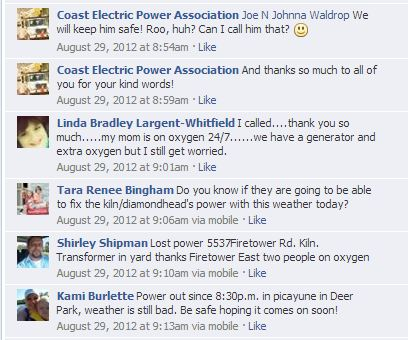 Coast Electric Power Association Joe N Johnna Waldrop We
will keep him safe! Roo, huh? Can I call him that?
August 29, 2012 at 8:54am · Like
Coast Electric Power Association And thanks so much to all of
you for your kind words!
August 29, 2012 at 8:59am · Like
Linda Bradley Largent-Whitfield I called....thank you so
much.....my mom is on oxygen 24/7......we have a generator and
extra oxygen but I still get worried.
August 29, 2012 at 9:01am · Like
Tara Renee Bingham Do you know if they are going to be able
to fix the kiln/diamondhead's power with this weather today?
August 29, 2012 at 9:06am via mobile · Like
Shirley Shipman Lost power 5537Firetower Rd. Kiln.
Transformer in yard thanks Firetower East two people on oxygen
August 29, 2012 at 9:10am via mobile · Like
Kami Burlette Power out since 8:30p.m. in picayune in Deer
Park, weather is still bad. Be safe hoping it comes on soon!
August 29, 2012 at 9:13am via mobile · Like